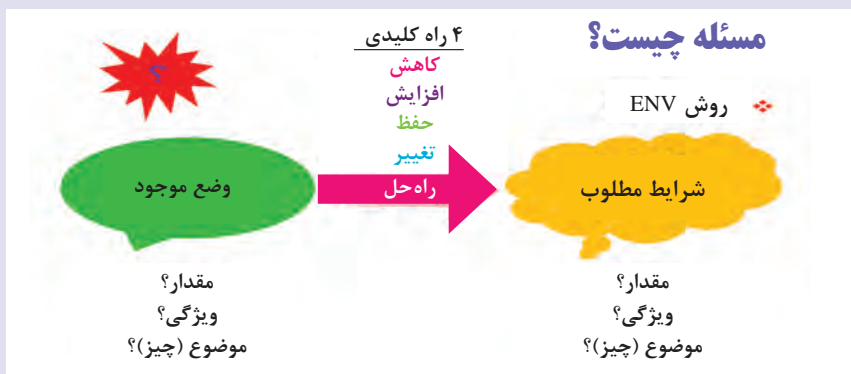 مسئله چیست؟
❖ روش ENV
۴ راه کلیدی
کاهش
افزایش
حفظ
تغییر
راه‌حل
؟
وضع موجود
شرایط مطلوب
مقدار؟
ویژگی؟
موضوع (چیز)؟
مقدار؟
ویژگی؟
موضوع (چیز)؟